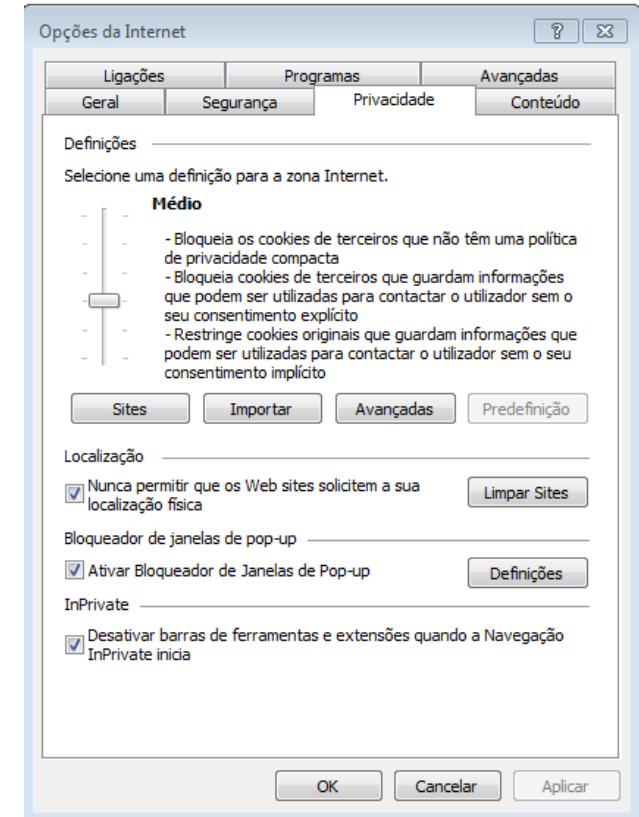 Opções da Internet
Ligações
Programas
Avançadas
Geral
Segurança
Privacidade
Conteúdo
Definições
Selecione uma definição para a zona Internet.
Médio
- Bloqueia os cookies de terceiros que não têm uma política
de privacidade compacta
- Bloqueia cookies de terceiros que guardam informações
que podem ser utilizadas para contactar o utilizador sem o
seu consentimento explícito
- Restringe cookies originais que guardam informações que
podem ser utilizadas para contactar o utilizador sem o seu
consentimento implícito
Sites
Importar
Avançadas
Predefinição
Localização
Nunca permitir que os Web sites solicitem a sua
localização física
Limpar Sites
Bloqueador de janelas de pop-up
Ativar Bloqueador de Janelas de Pop-up
Definições
InPrivate
Desativar barras de ferramentas e extensões quando a Navegação
InPrivate inicia
OK
Cancelar
Aplicar